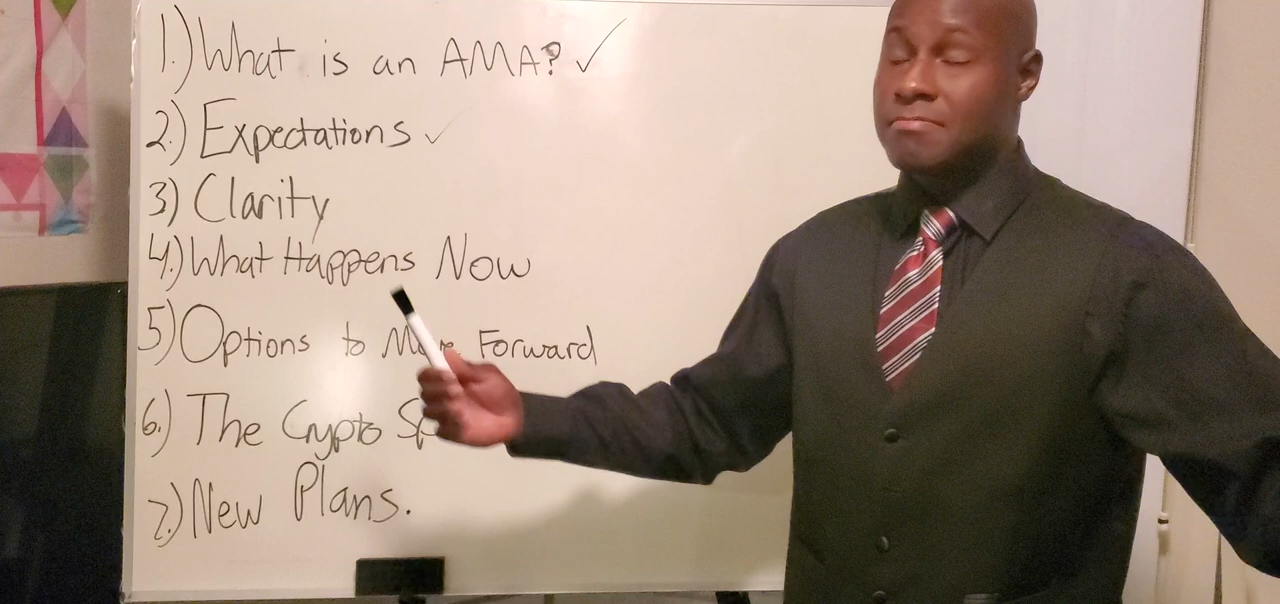 1.) What is an AMA? ✓
2.) Expectations ✓
3) Clarity
4.) What Happens Now
5) Options to Forward
6.) The Crypto
7.) New Plans.